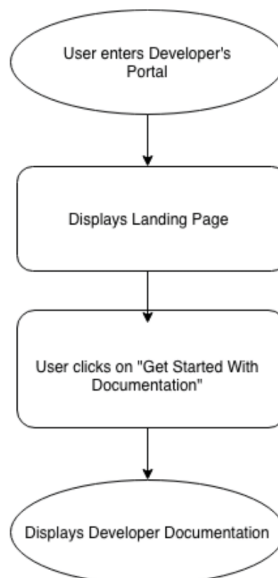 User enters Developer's
Portal
Displays Landing Page
User clicks on "Get Started With
Documentation"
Displays Developer Documentation